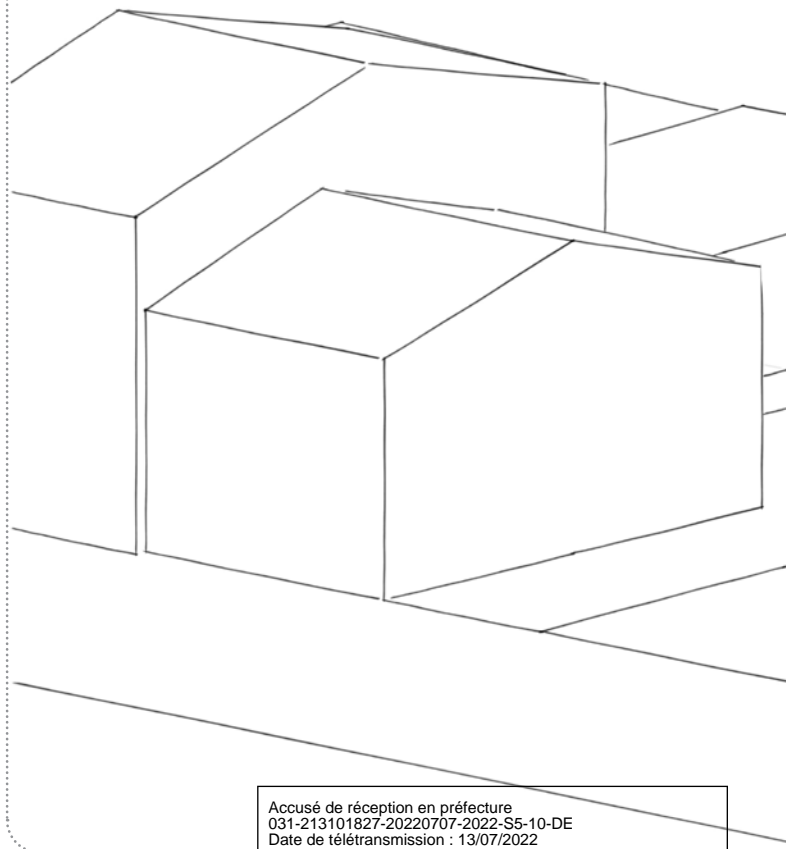 Accusé de réception en préfecture
031-213101827-20220707-2022-S5-10-DE
Date de télétransmission : 13/07/2022